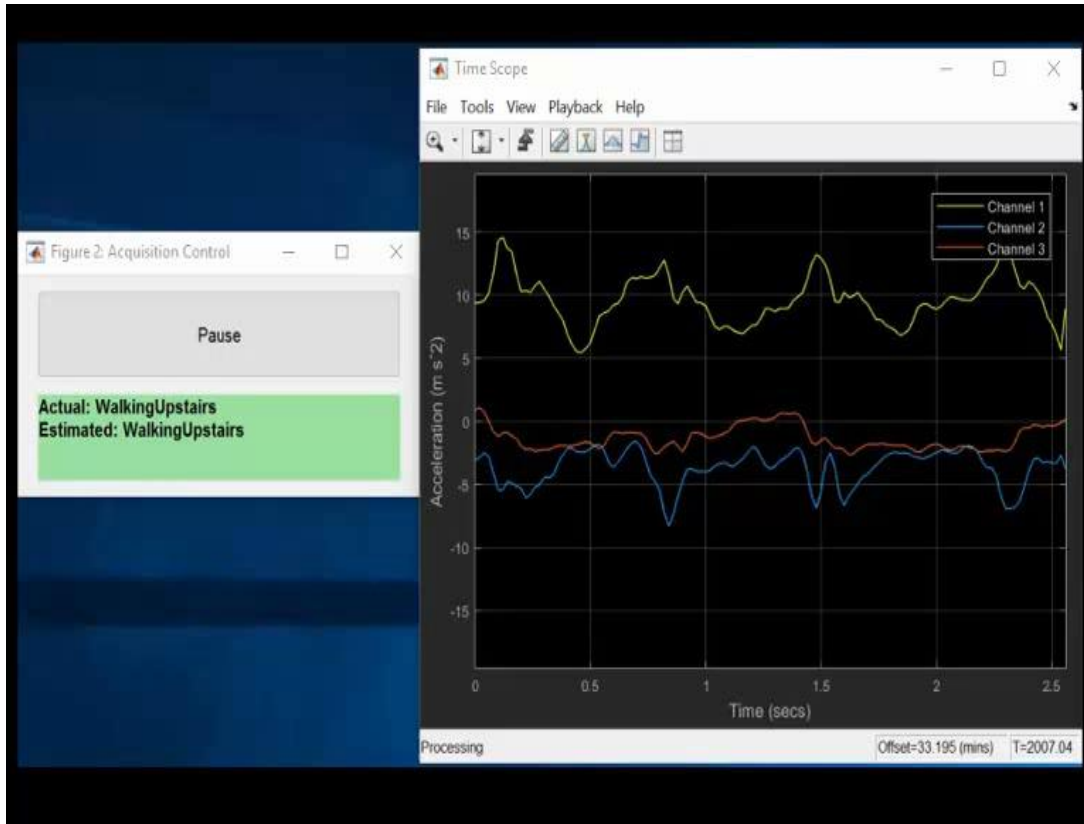 Time Scope
File Tools View Playback Help
Figure 2: Acquisition Control
Pause
Actual: WalkingUpstairs
Estimated: WalkingUpstairs
Channel 1
Channel 2
Channel 3
Acceleration (m s^2)
15
10
5
0
-5
-10
-15
0 0.5 1 1.5 2 2.5
Time (secs)
Processing Offset=33.195 (mins) T=2007.04